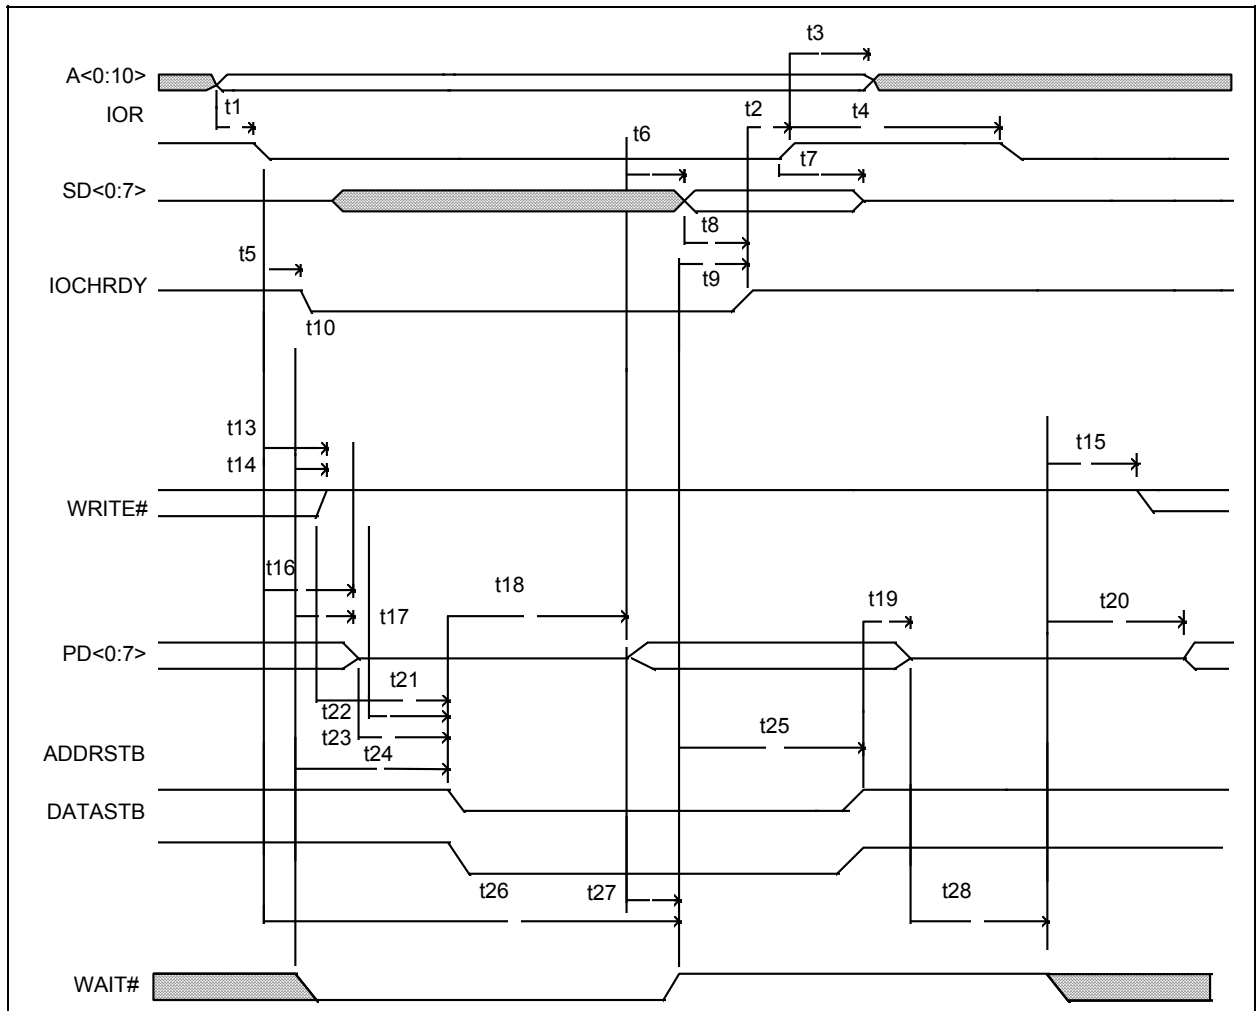 t3
A<0:10>
t1
t2
t4
IOR
t6
t7
SD<0:7>
t8
t5
t9
IOCHRDY
t10
t13
t15
t14
WRITE#
t16
t18
t19
t20
t17
PD<0:7>
t21
t22
t25
t23
ADDRSTB
t24
DATASTB
t26
t27
t28
WAIT#